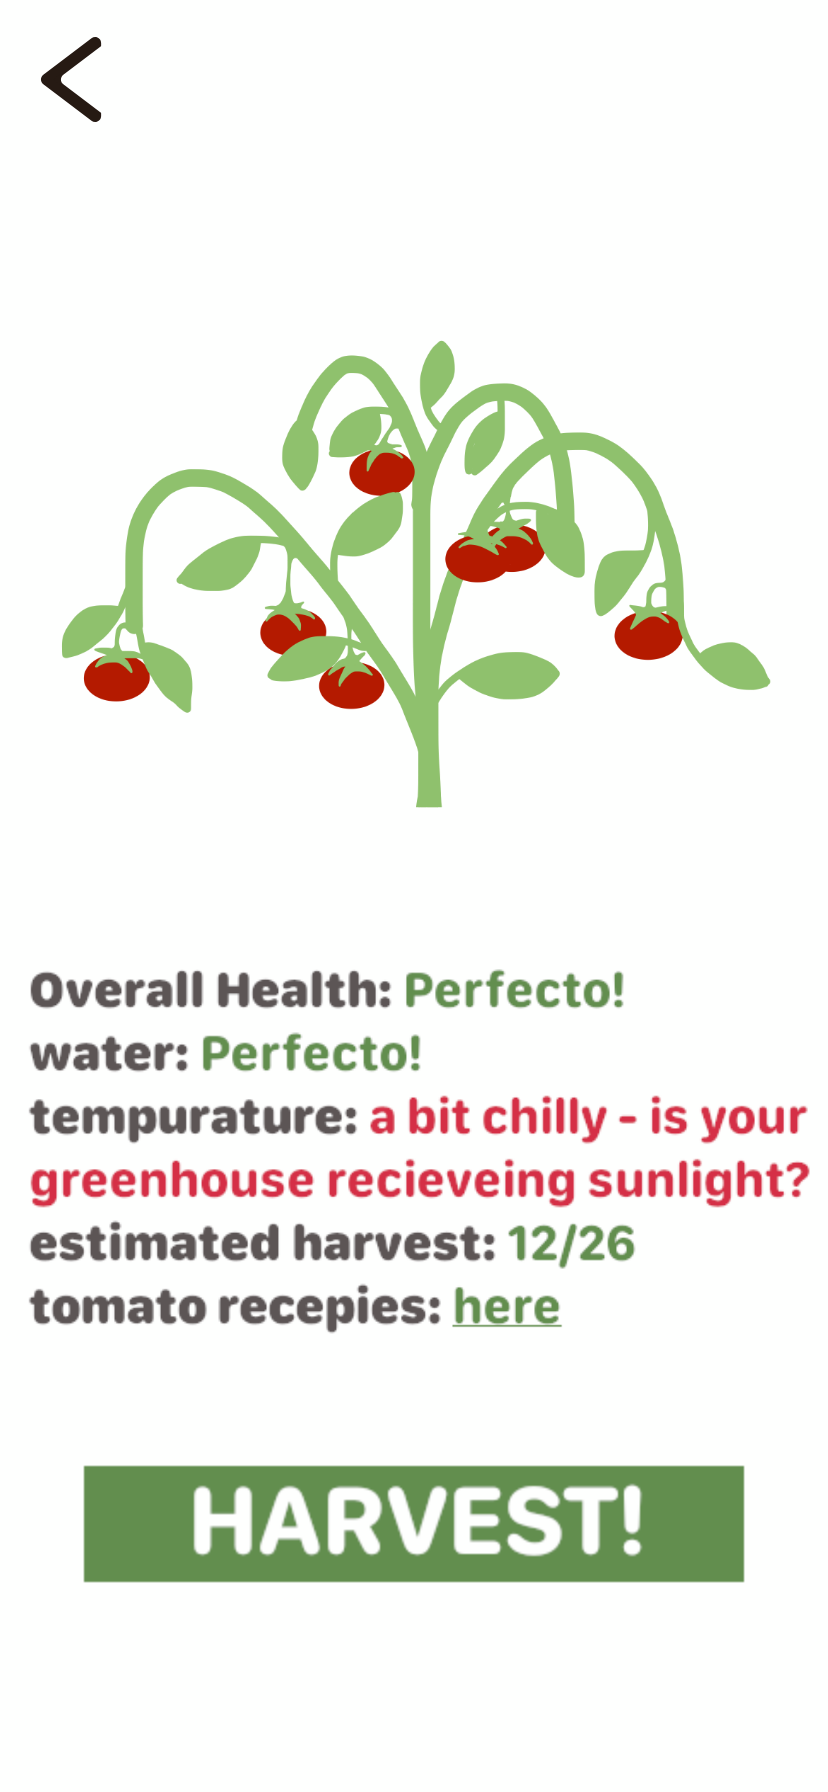 Overall Health: Perfecto!
water: Perfecto!
tempurature: a bit chilly - is your
greenhouse recieveing sunlight?
estimated harvest: 12/26
tomato recepies: here
HARVEST!